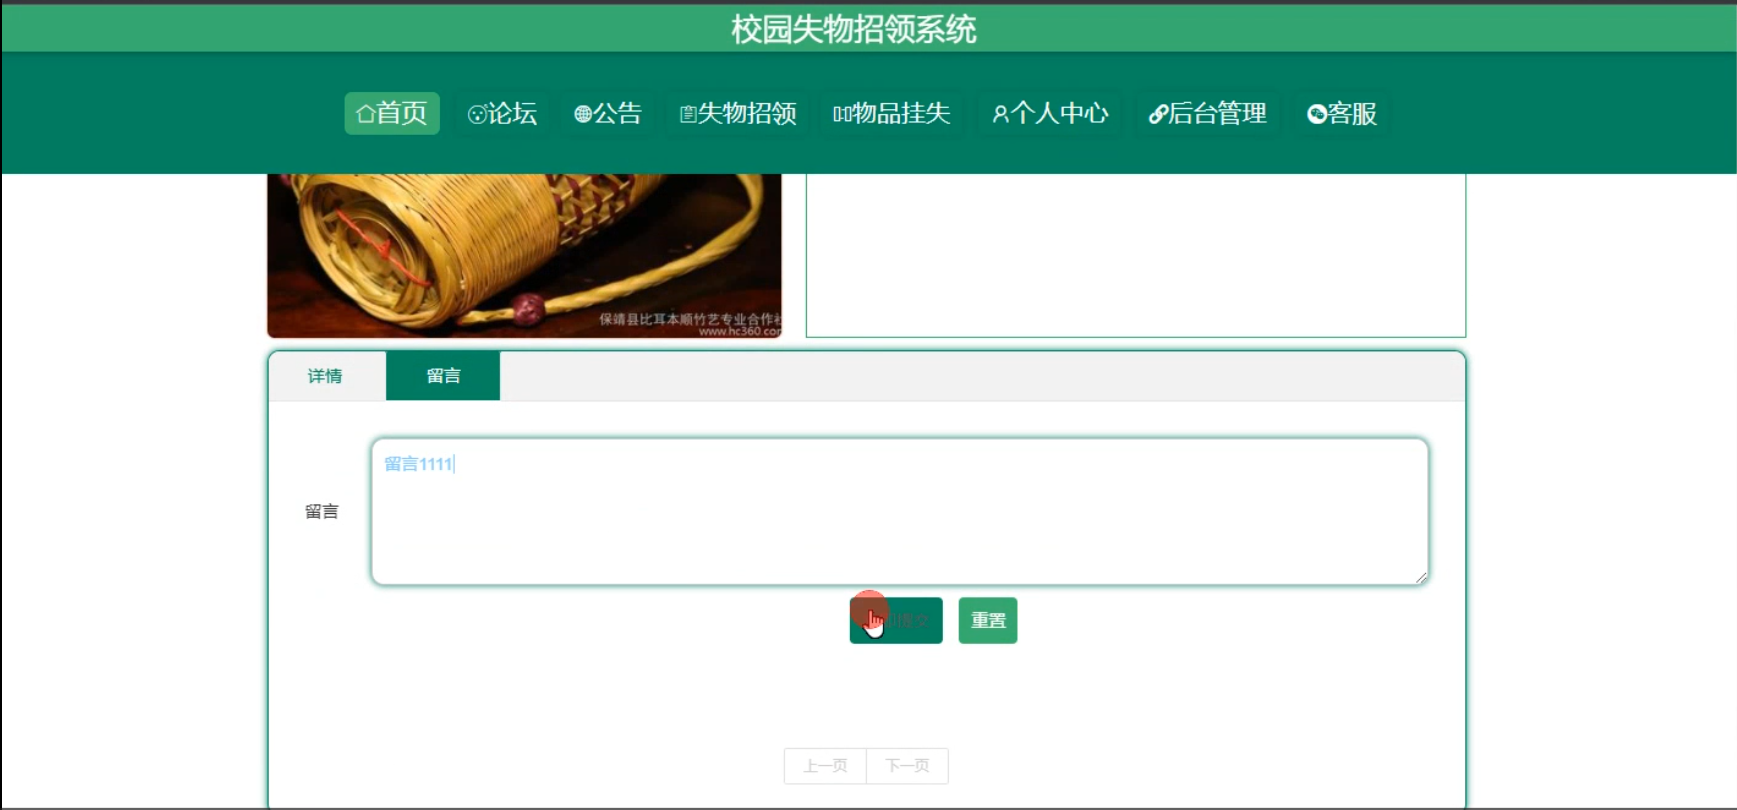 校园失物招领系统
首页 论坛 公告 失物招领 物品挂失 个人中心 后台管理 客服
保靖县比耳本顺竹艺专业合作社
www.hc360.com
详情 留言
留言1111
留言
提交 重置
上一页 下一页